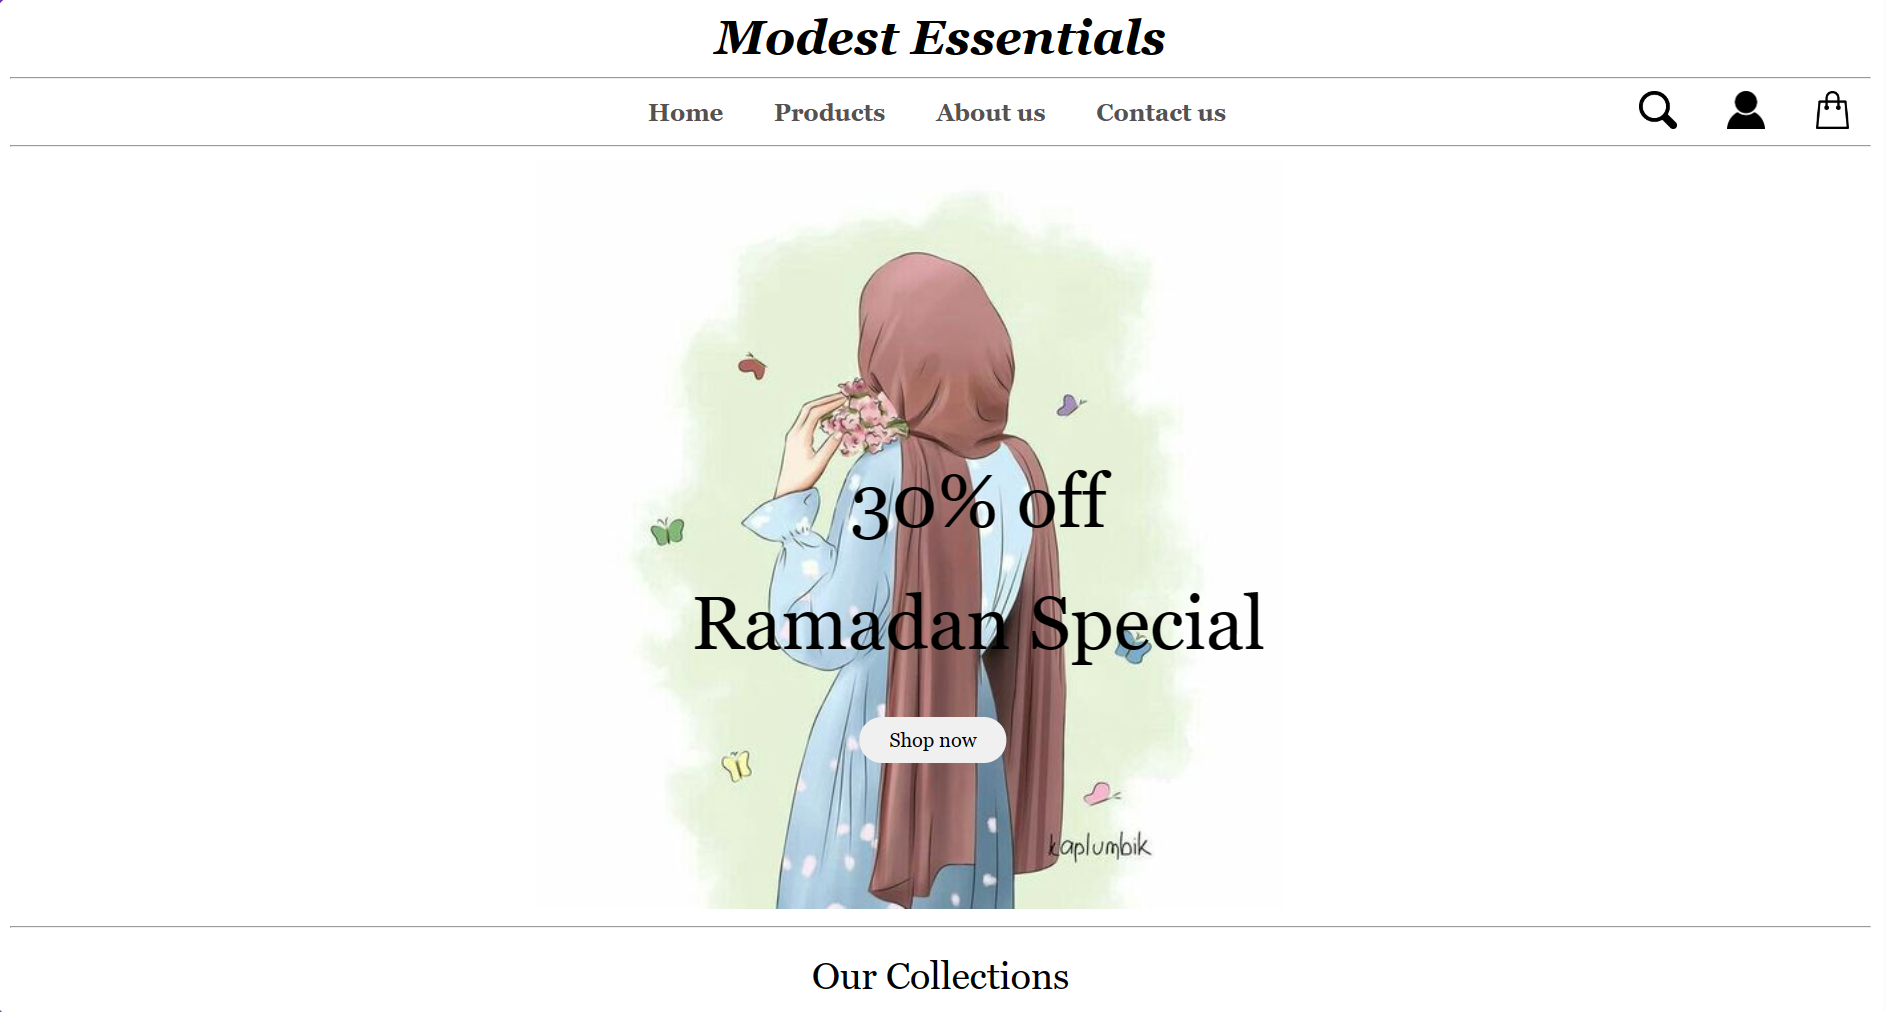 Modest Essentials
Home Products About us Contact us
30% off
Ramadan Special
Shop now
kaplumbik
Our Collections